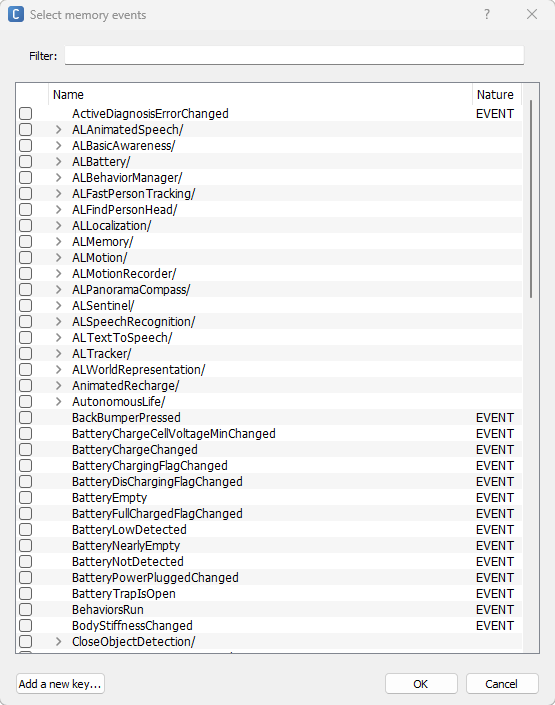 C Select memory events ? ×
Filter:
Name Nature
ActiveDiagnosisErrorChanged EVENT
ALAnimatedSpeech/
ALBasicAwareness/
ALBattery/
ALBehaviorManager/
ALFastPersonTracking/
ALFindPersonHead/
ALLocalization/
ALMemory/
ALMotion/
ALMotionRecorder/
ALPanoramaCompass/
ALSentinel/
ALSpeechRecognition/
ALTextToSpeech/
ALTracker/
ALWorldRepresentation/
AnimatedRecharge/
AutonomousLife/
BackBumperPressed EVENT
BatteryChargeCellVoltageMinChanged EVENT
BatteryChargeChanged EVENT
BatteryChargingFlagChanged EVENT
BatteryDisChargingFlagChanged EVENT
BatteryEmpty EVENT
BatteryFullChargedFlagChanged EVENT
BatteryLowDetected EVENT
BatteryNearlyEmpty EVENT
BatteryNotDetected EVENT
BatteryPowerPluggedChanged EVENT
BatteryTrapIsOpen EVENT
BehaviorsRun EVENT
BodyStiffnessChanged EVENT
CloseObjectDetection/
Add a new key... OK Cancel